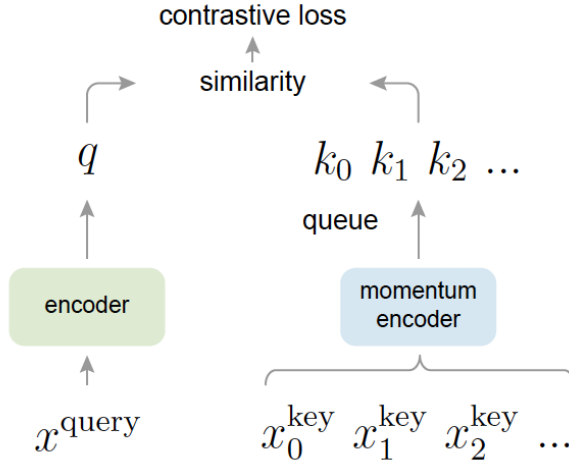 contrastive loss
similarity
q
k₀ k₁ k₂ ...
queue
encoder
momentum
encoder
x^query
x₀^key x₁^key x₂^key ...